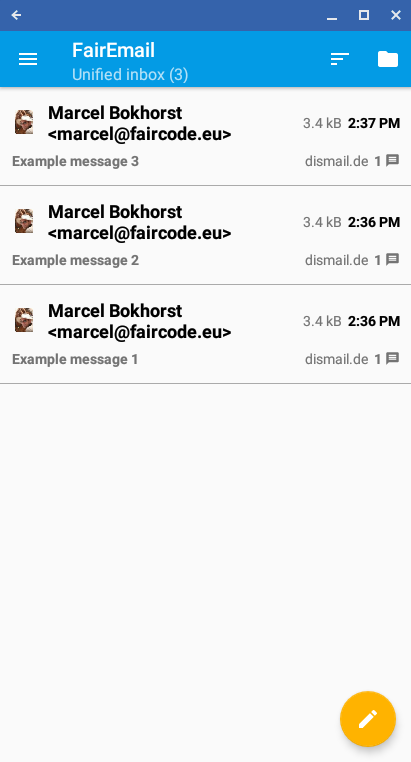 FairEmail
Unified inbox (3)
Marcel Bokhorst
<marcel@faircode.eu>
3.4 kB 2:37 PM
Example message 3
dismail.de 1
Marcel Bokhorst
<marcel@faircode.eu>
3.4 kB 2:36 PM
Example message 2
dismail.de 1
Marcel Bokhorst
<marcel@faircode.eu>
3.4 kB 2:36 PM
Example message 1
dismail.de 1